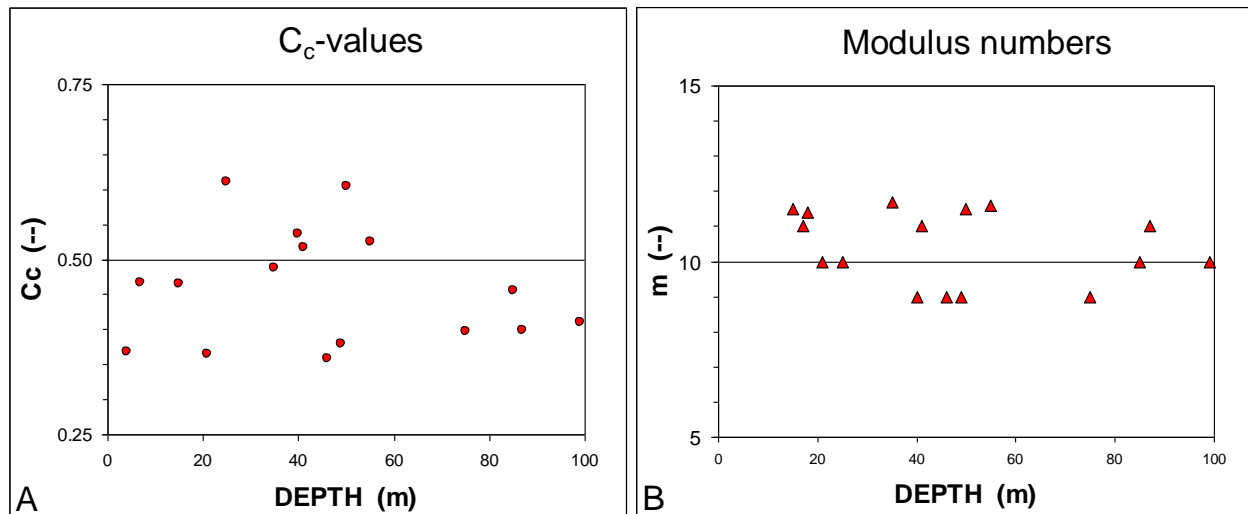 Cc-values
0.75
0.50
0.25
Cc (--)
0 20 40 60 80 100
DEPTH (m)
A
Modulus numbers
15
10
5
m (--)
0 20 40 60 80 100
DEPTH (m)
B